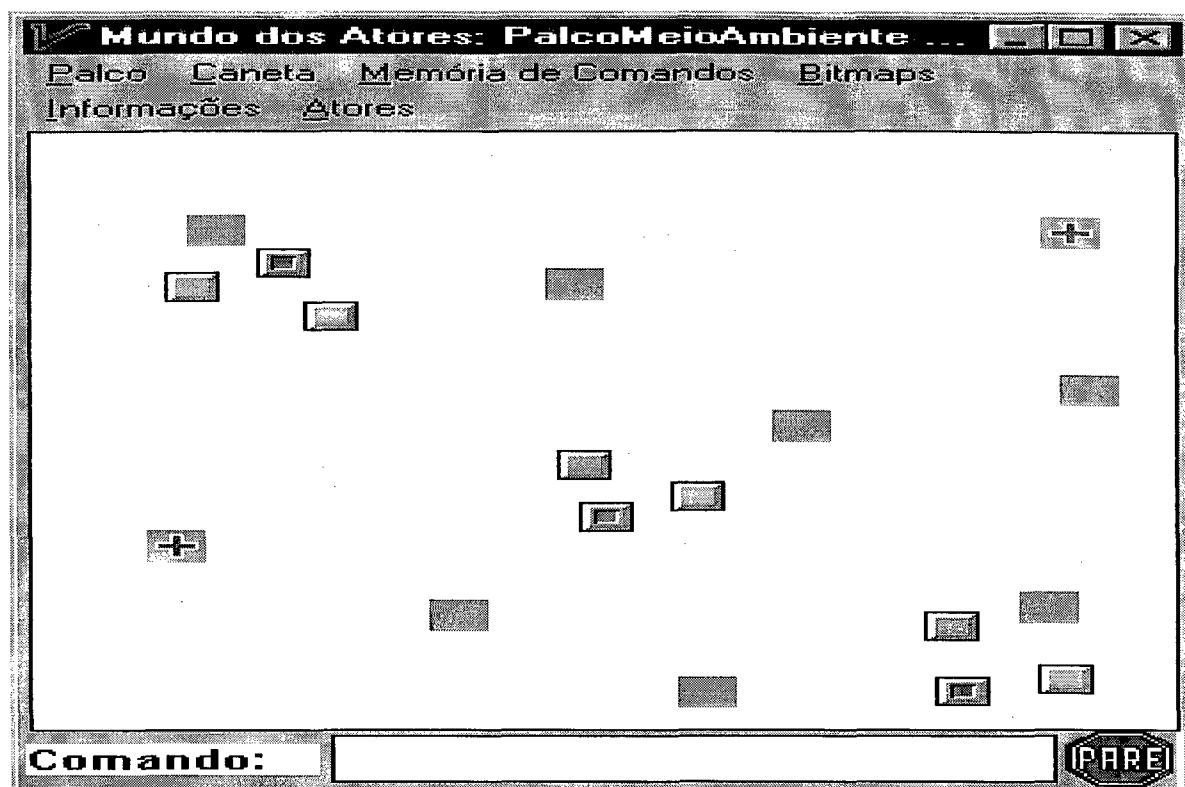 Mundo dos Atores: PalcoMeioAmbiente ...
Palco Caneta Memória de Comandos Bitmaps
Informações Atores
Comando:
PARE